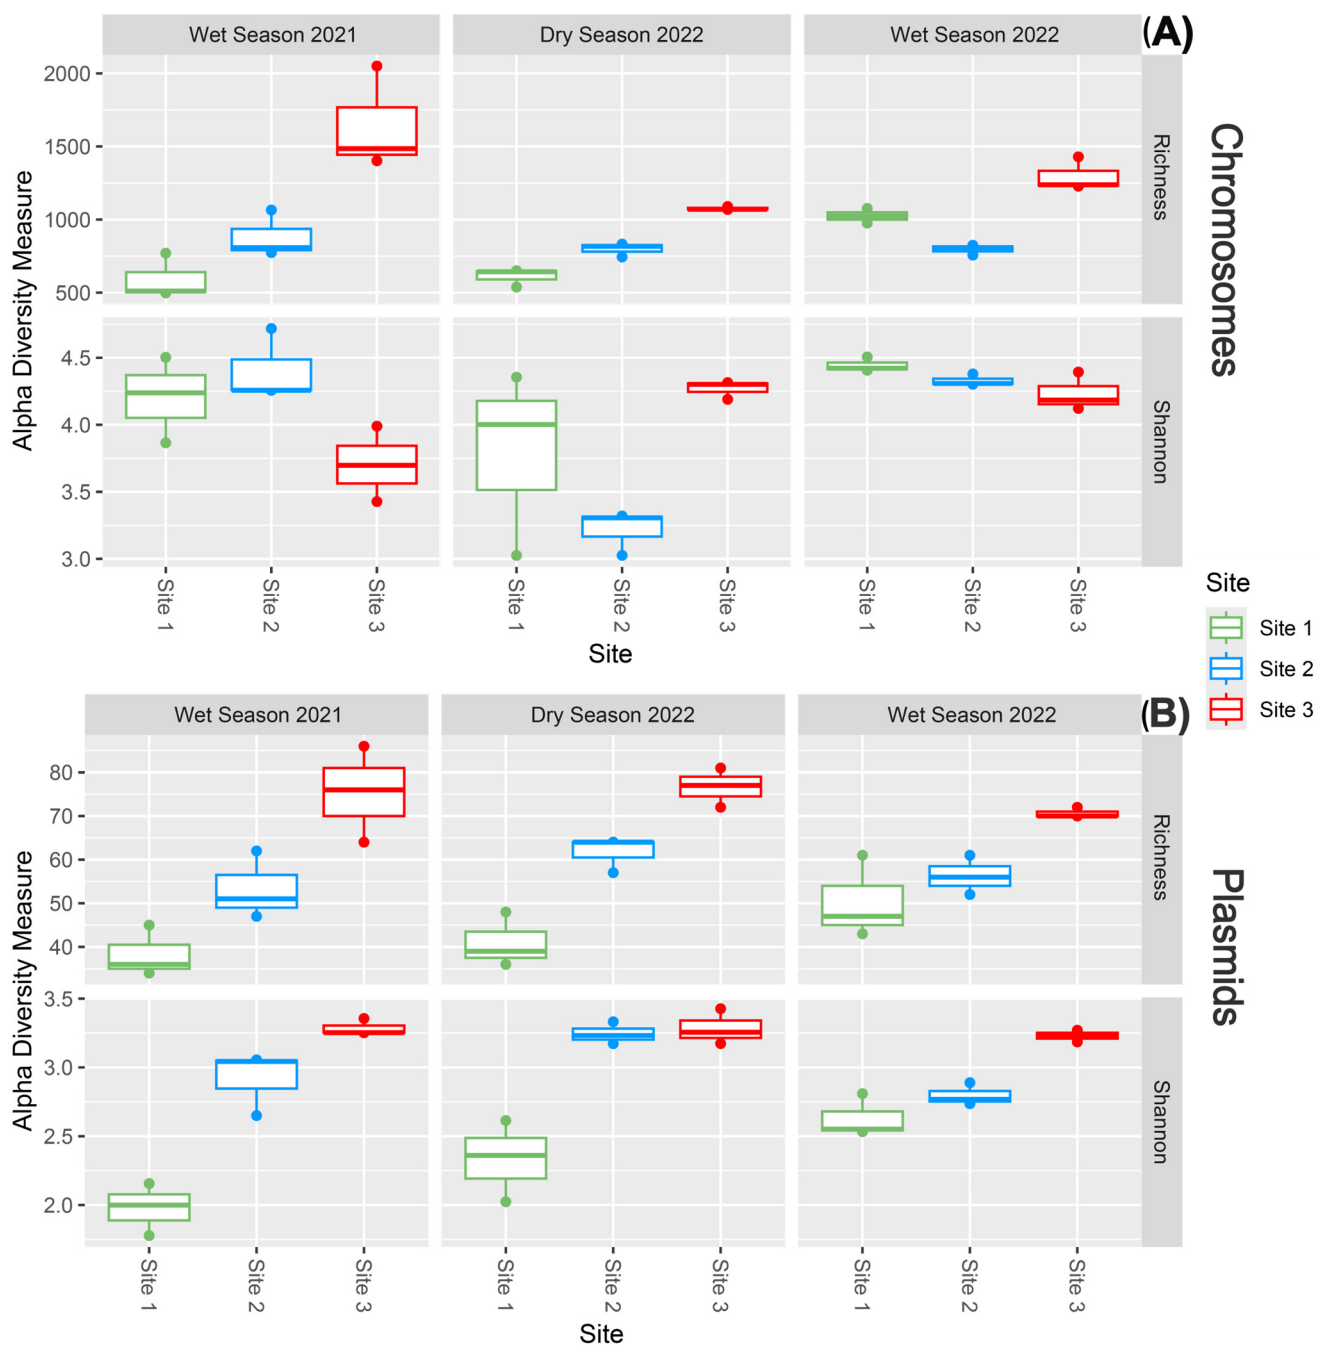 Wet Season 2021
Dry Season 2022
Wet Season 2022
(A)
Alpha Diversity Measure
2000
1500
1000
500
Richness
Chromosomes
Alpha Diversity Measure
4.5
4.0
3.5
3.0
Shannon
Site 1
Site 2
Site 3
Site 1
Site 2
Site 3
Site 1
Site 2
Site 3
Site
Site
Site 1
Site 2
Site 3
Wet Season 2021
Dry Season 2022
Wet Season 2022
(B)
80
70
60
50
40
Richness
Plasmids
Alpha Diversity Measure
3.5
3.0
2.5
2.0
Shannon
Site 1
Site 2
Site 3
Site 1
Site 2
Site 3
Site 1
Site 2
Site 3
Site